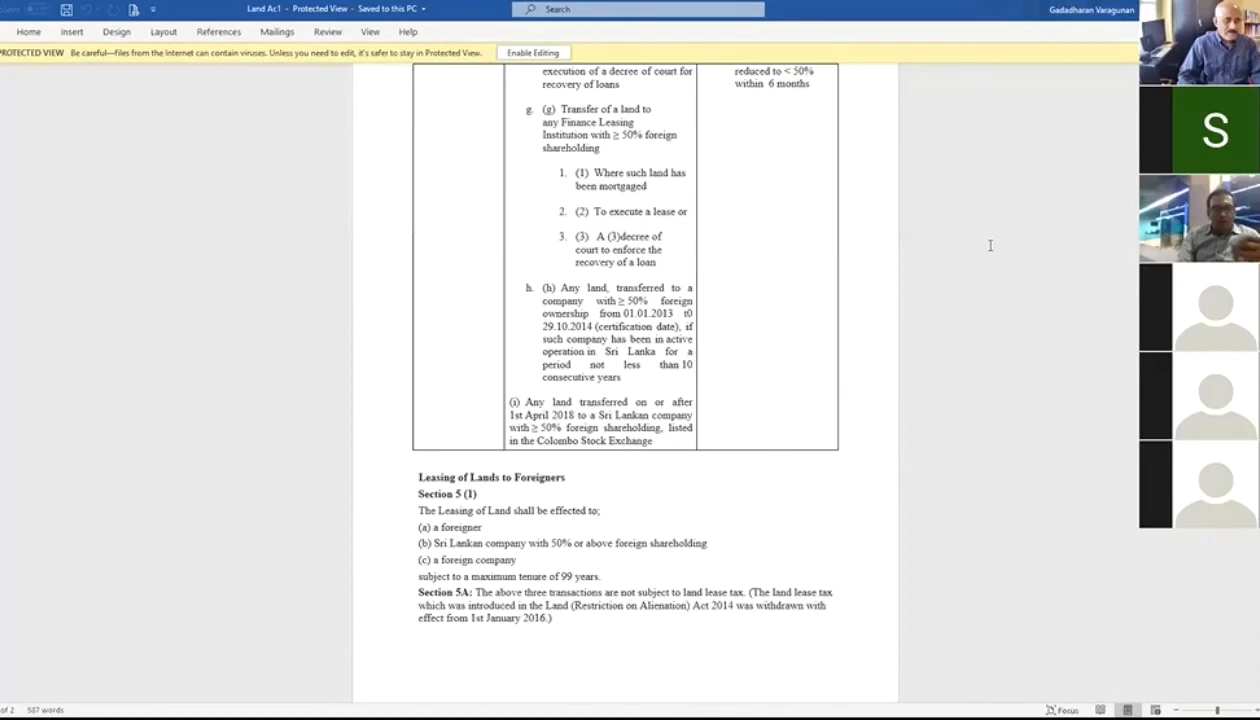 Land Ac1 - Protected View - Saved to this PC
Search
Gadadharan Varagunan
Home Insert Design Layout References Mailings Review View Help
PROTECTED VIEW Be careful—files from the Internet can contain viruses. Unless you need to edit, it's safer to stay in Protected View. Enable Editing
execution of a decree of court for
recovery of loans
g. (g) Transfer of a land to
any Finance Leasing
Institution with ≥ 50% foreign
shareholding
1. (1) Where such land has
been mortgaged
2. (2) To execute a lease or
3. (3) A (3)decree of
court to enforce the
recovery of a loan
h. (h) Any land, transferred to a
company with ≥ 50% foreign
ownership from 01.01.2013 t0
29.10.2014 (certification date), if
such company has been in active
operation in Sri Lanka for a
period not less than 10
consecutive years
(i) Any land transferred on or after
1st April 2018 to a Sri Lankan company
with ≥ 50% foreign shareholding, listed
in the Colombo Stock Exchange
reduced to < 50%
within 6 months
Leasing of Lands to Foreigners
Section 5 (1)
The Leasing of Land shall be effected to;
(a) a foreigner
(b) Sri Lankan company with 50% or above foreign shareholding
(c) a foreign company
subject to a maximum tenure of 99 years.
Section 5A: The above three transactions are not subject to land lease tax. (The land lease tax
which was introduced in the Land (Restriction on Alienation) Act 2014 was withdrawn with
effect from 1st January 2016.)
S
of 2 587 words
Focus